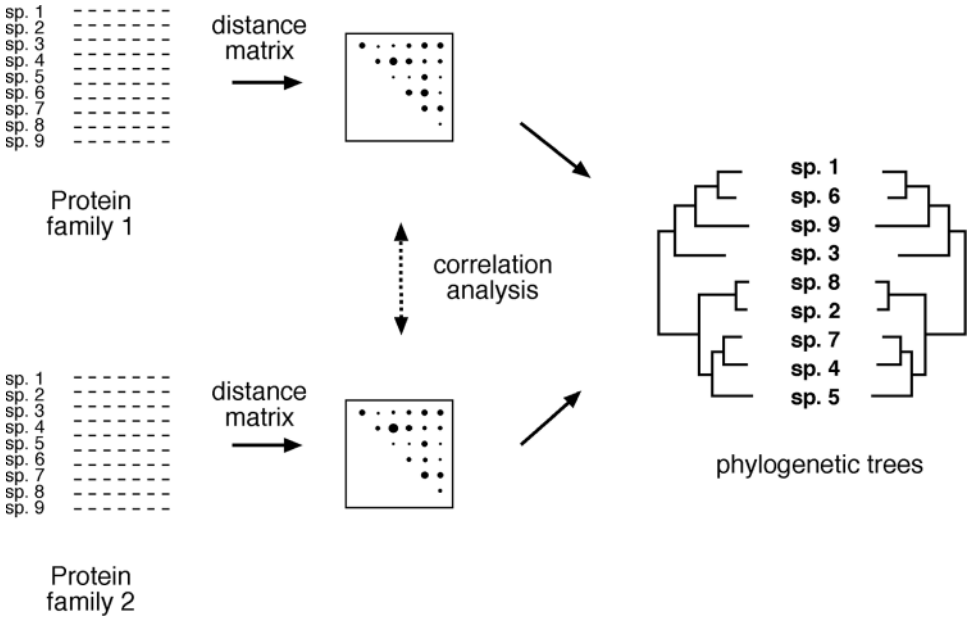 sp. 1
sp. 2
sp. 3
sp. 4
sp. 5
sp. 6
sp. 7
sp. 8
sp. 9
Protein
family 1
distance
matrix
correlation
analysis
sp. 1
sp. 2
sp. 3
sp. 4
sp. 5
sp. 6
sp. 7
sp. 8
sp. 9
Protein
family 2
distance
matrix
sp. 1
sp. 6
sp. 9
sp. 3
sp. 8
sp. 2
sp. 7
sp. 4
sp. 5
phylogenetic trees